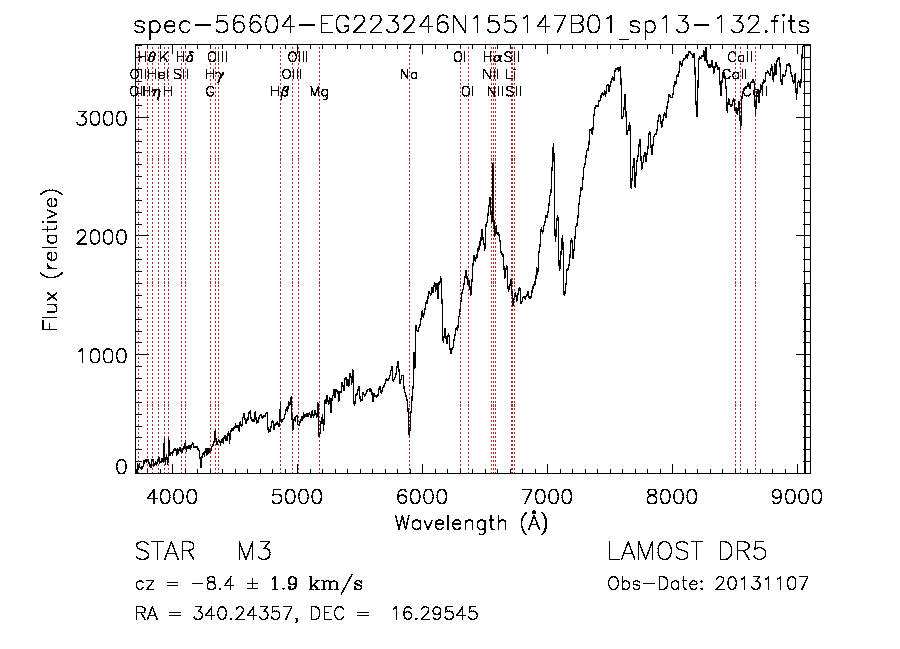 spec-56604-EG223246N155147B01_sp13-132.fits
Hθ K Hδ OIII OIII OI Hα SII CaII
OII HeI SII Hγ OIII Na NII Li CaII
OII Hη H G Hβ Mg OI NII SII CaII
3000
2000
1000
0
Flux (relative)
4000 5000 6000 7000 8000 9000
Wavelength (Å)
STAR M3 LAMOST DR5
cz = −8.4 ± 1.9 km/s Obs-Date: 20131107
RA = 340.24357, DEC = 16.29545